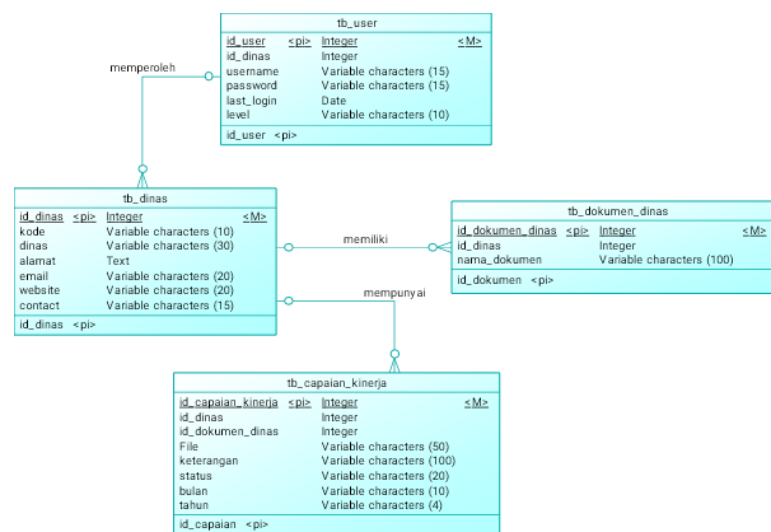 tb_user
id_user <pi> Integer <M>
id_dinas Integer
username Variable characters (15)
password Variable characters (15)
last_login Date
level Variable characters (10)
id_user <pi>
memperoleh
tb_dinas
id_dinas <pi> Integer <M>
kode Variable characters (10)
dinas Variable characters (30)
alamat Text
email Variable characters (20)
website Variable characters (20)
contact Variable characters (15)
id_dinas <pi>
memiliki
tb_dokumen_dinas
id_dokumen_dinas <pi> Integer <M>
id_dinas Integer
nama_dokumen Variable characters (100)
id_dokumen <pi>
mempunyai
tb_capaian_kinerja
id_capaian_kinerja <pi> Integer <M>
id_dinas Integer
id_dokumen_dinas Integer
File Variable characters (50)
keterangan Variable characters (100)
status Variable characters (20)
bulan Variable characters (10)
tahun Variable characters (4)
id_capaian <pi>